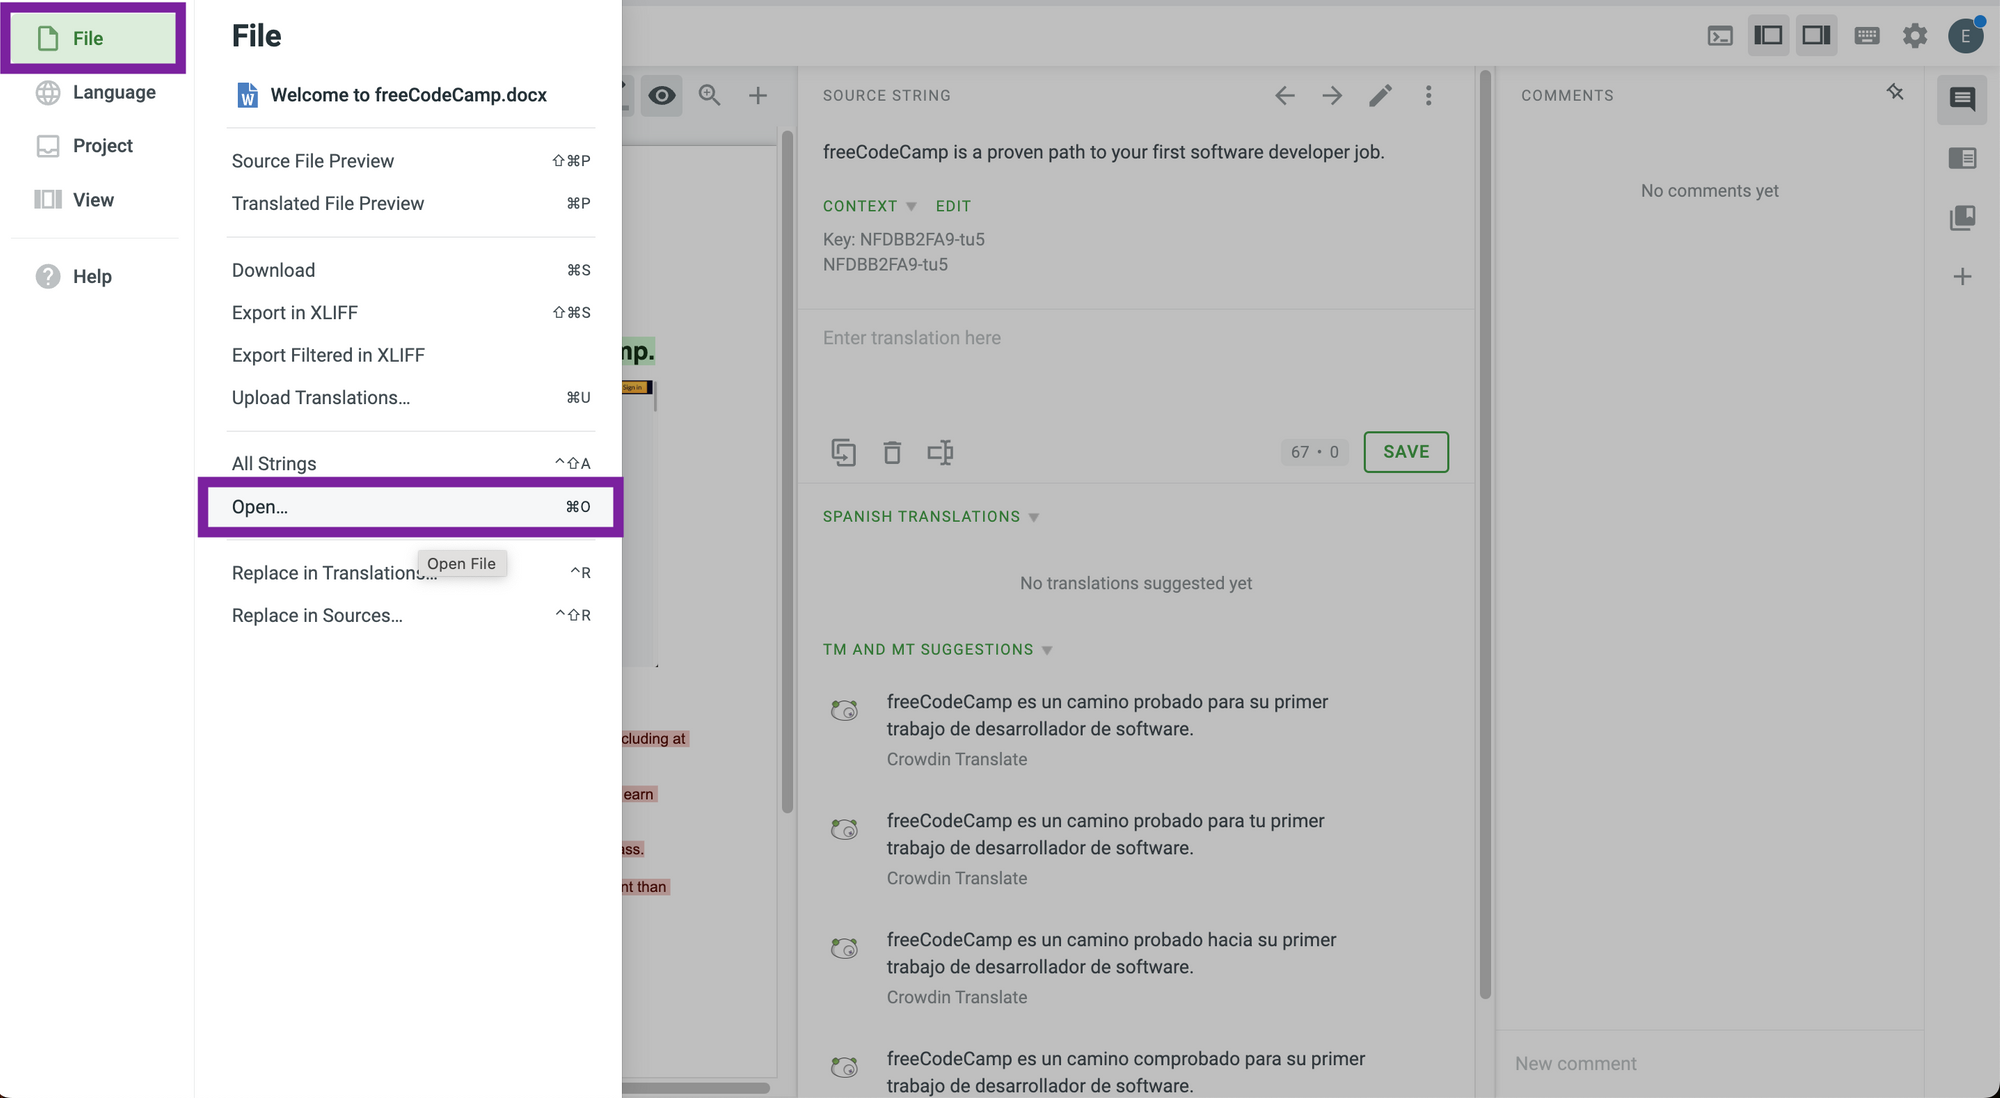 File
Language
Project
View
Help
File
Welcome to freeCodeCamp.docx
Source File Preview ⇧⌘P
Translated File Preview ⌘P
Download ⌘S
Export in XLIFF ⇧⌘S
Export Filtered in XLIFF
Upload Translations... ⌘U
All Strings ^⇧A
Open... ⌘O
Open File
Replace in Translations... ^R
Replace in Sources... ^⇧R
mp.
Sign in
cluding at
earn
ass.
nt than
SOURCE STRING
freeCodeCamp is a proven path to your first software developer job.
CONTEXT EDIT
Key: NFDBB2FA9-tu5
NFDBB2FA9-tu5
Enter translation here
67 • 0 SAVE
SPANISH TRANSLATIONS
No translations suggested yet
TM AND MT SUGGESTIONS
freeCodeCamp es un camino probado para su primer
trabajo de desarrollador de software.
Crowdin Translate
freeCodeCamp es un camino probado para tu primer
trabajo de desarrollador de software.
Crowdin Translate
freeCodeCamp es un camino probado hacia su primer
trabajo de desarrollador de software.
Crowdin Translate
freeCodeCamp es un camino comprobado para su primer
trabajo de desarrollador de software.
COMMENTS
No comments yet
New comment
E